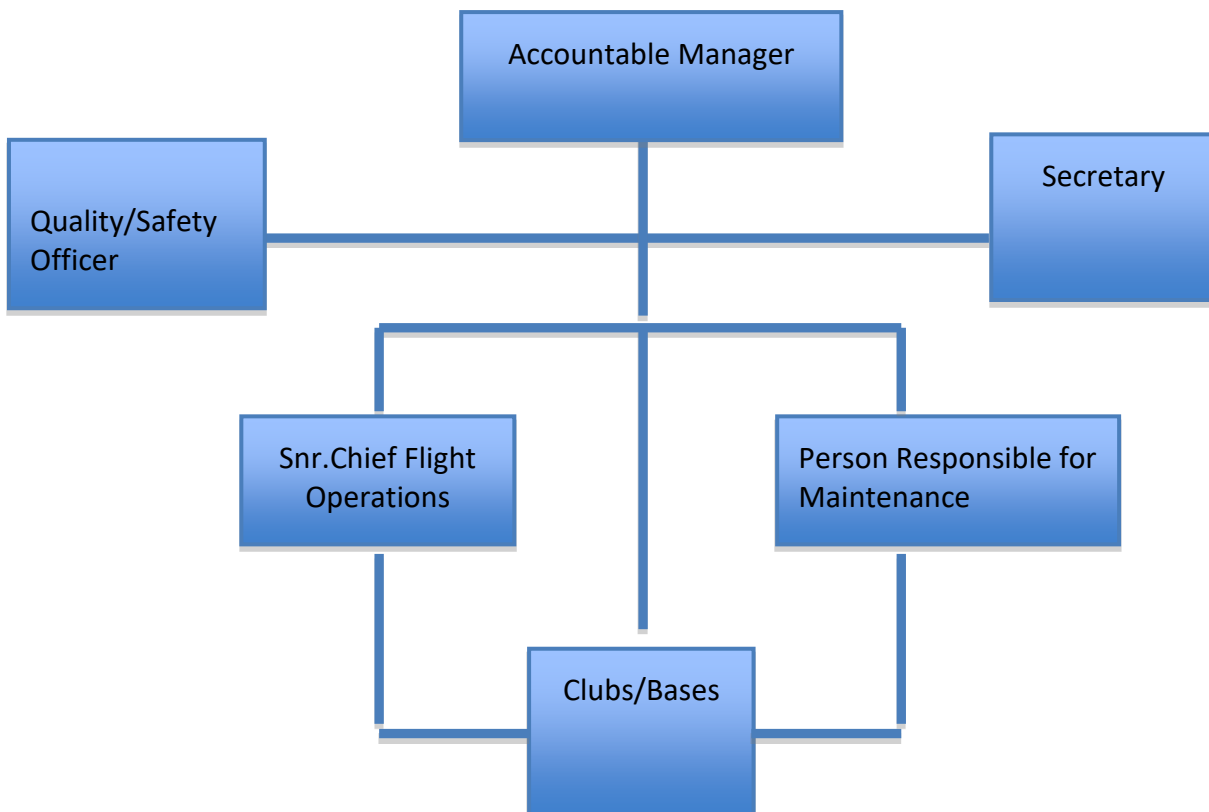 Accountable Manager
Secretary
Quality/Safety
Officer
Snr.Chief Flight
Operations
Person Responsible for
Maintenance
Clubs/Bases